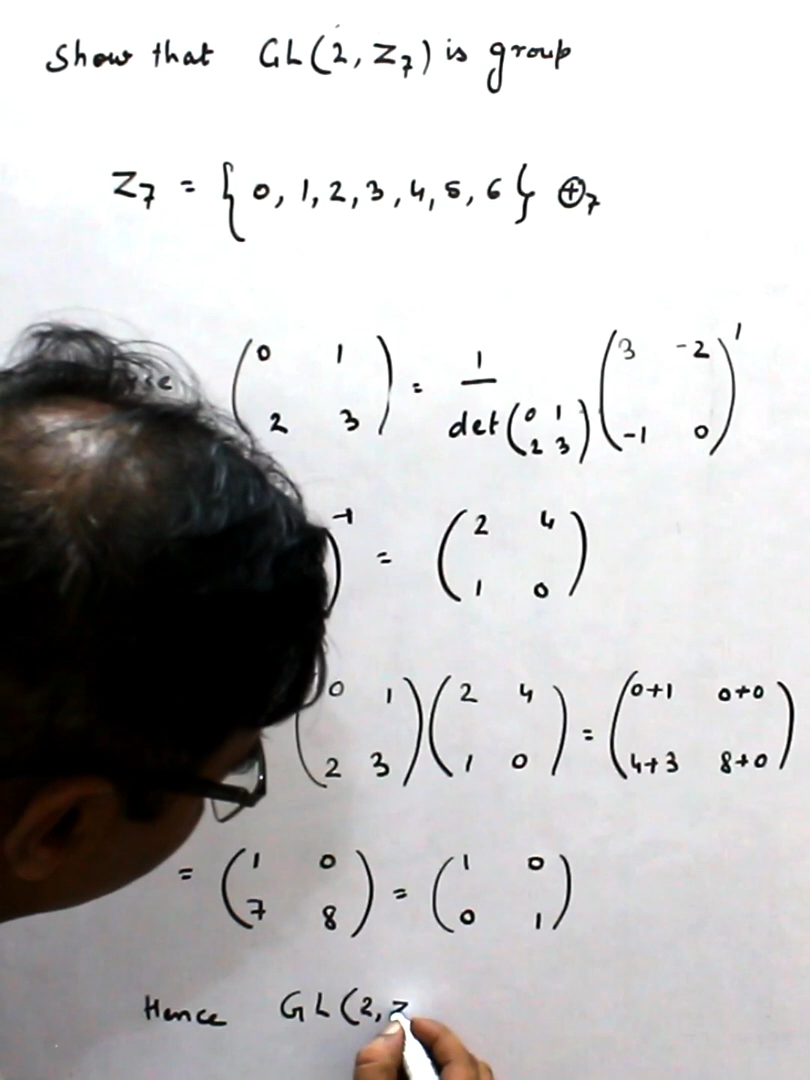 Show that GL(2, Z₇) is group
Z₇ = { 0, 1, 2, 3, 4, 5, 6 } ⊕₇
( 0 1 ; 2 3 ) = 1 / det ( 0 1 ; 2 3 ) ( 3 -2 ; -1 0 )'
)⁻¹ = ( 2 4 ; 1 0 )
( 0 1 ; 2 3 ) ( 2 4 ; 1 0 ) = ( 0+1 0+0 ; 4+3 8+0 )
= ( 1 0 ; 7 8 ) = ( 1 0 ; 0 1 )
Hence GL(2, Z